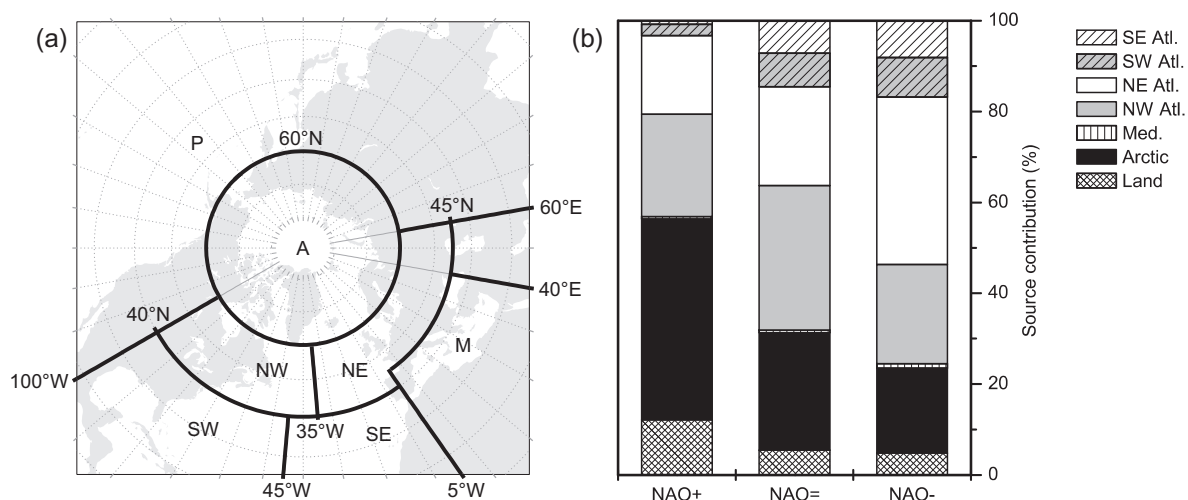 (a)
P
60°N
45°N
60°E
A
40°E
40°N
M
NW
NE
100°W
SW
35°W
SE
45°W
5°W
(b)
100
80
60
40
20
0
Source contribution (%)
NAO+
NAO=
NAO-
SE Atl.
SW Atl.
NE Atl.
NW Atl.
Med.
Arctic
Land